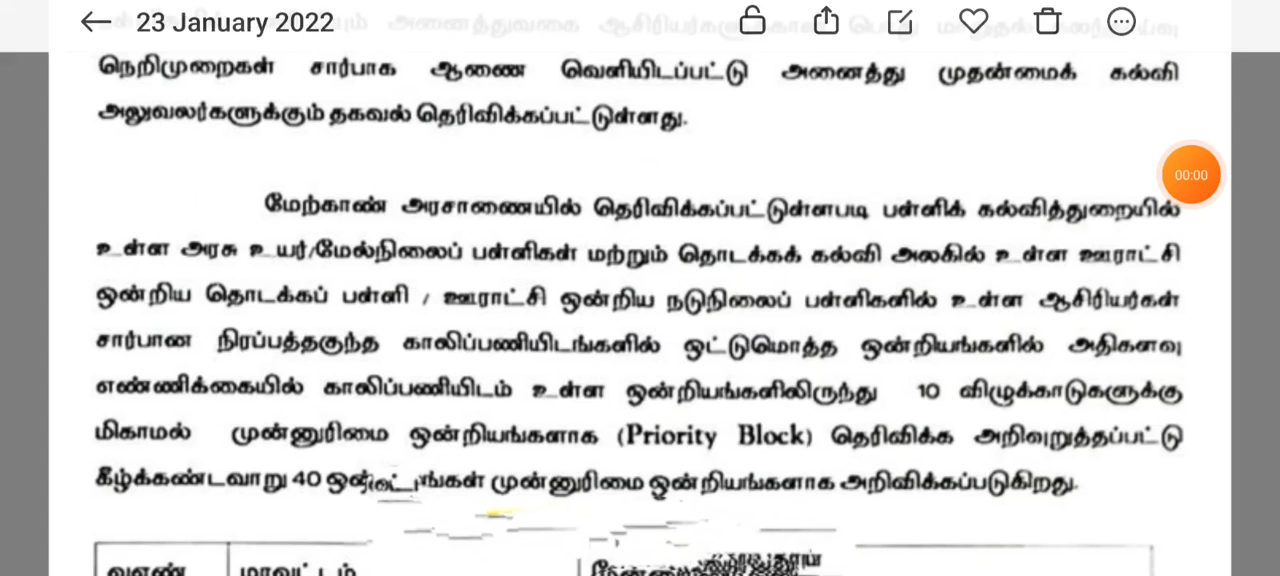 23 January 2022
நெறிமுறைகள் சார்பாக ஆணை வெளியிடப்பட்டு அனைத்து முதன்மைக் கல்வி
அலுவலர்களுக்கும் தகவல் தெரிவிக்கப்பட்டுள்ளது.
00:00
மேற்காண் அரசாணையில் தெரிவிக்கப்பட்டுள்ளபடி பள்ளிக் கல்வித்துறையில்
உள்ள அரசு உயர்/மேல்நிலைப் பள்ளிகள் மற்றும் தொடக்கக் கல்வி அலகில் உள்ள ஊராட்சி
ஒன்றிய தொடக்கப் பள்ளி / ஊராட்சி ஒன்றிய நடுநிலைப் பள்ளிகளில் உள்ள ஆசிரியர்கள்
சார்பான நிரப்பத்தகுந்த காலிப்பணியிடங்களில் ஒட்டுமொத்த ஒன்றியங்களில் அதிகளவு
எண்ணிக்கையில் காலிப்பணியிடம் உள்ள ஒன்றியங்களிலிருந்து 10 விழுக்காடுகளுக்கு
மிகாமல் முன்னுரிமை ஒன்றியங்களாக (Priority Block) தெரிவிக்க அறிவுறுத்தப்பட்டு
கீழ்க்கண்டவாறு 40 முன்னுரிமை ஒன்றியங்களாக அறிவிக்கப்படுகிறது.
வஎண் மாவட்டம்